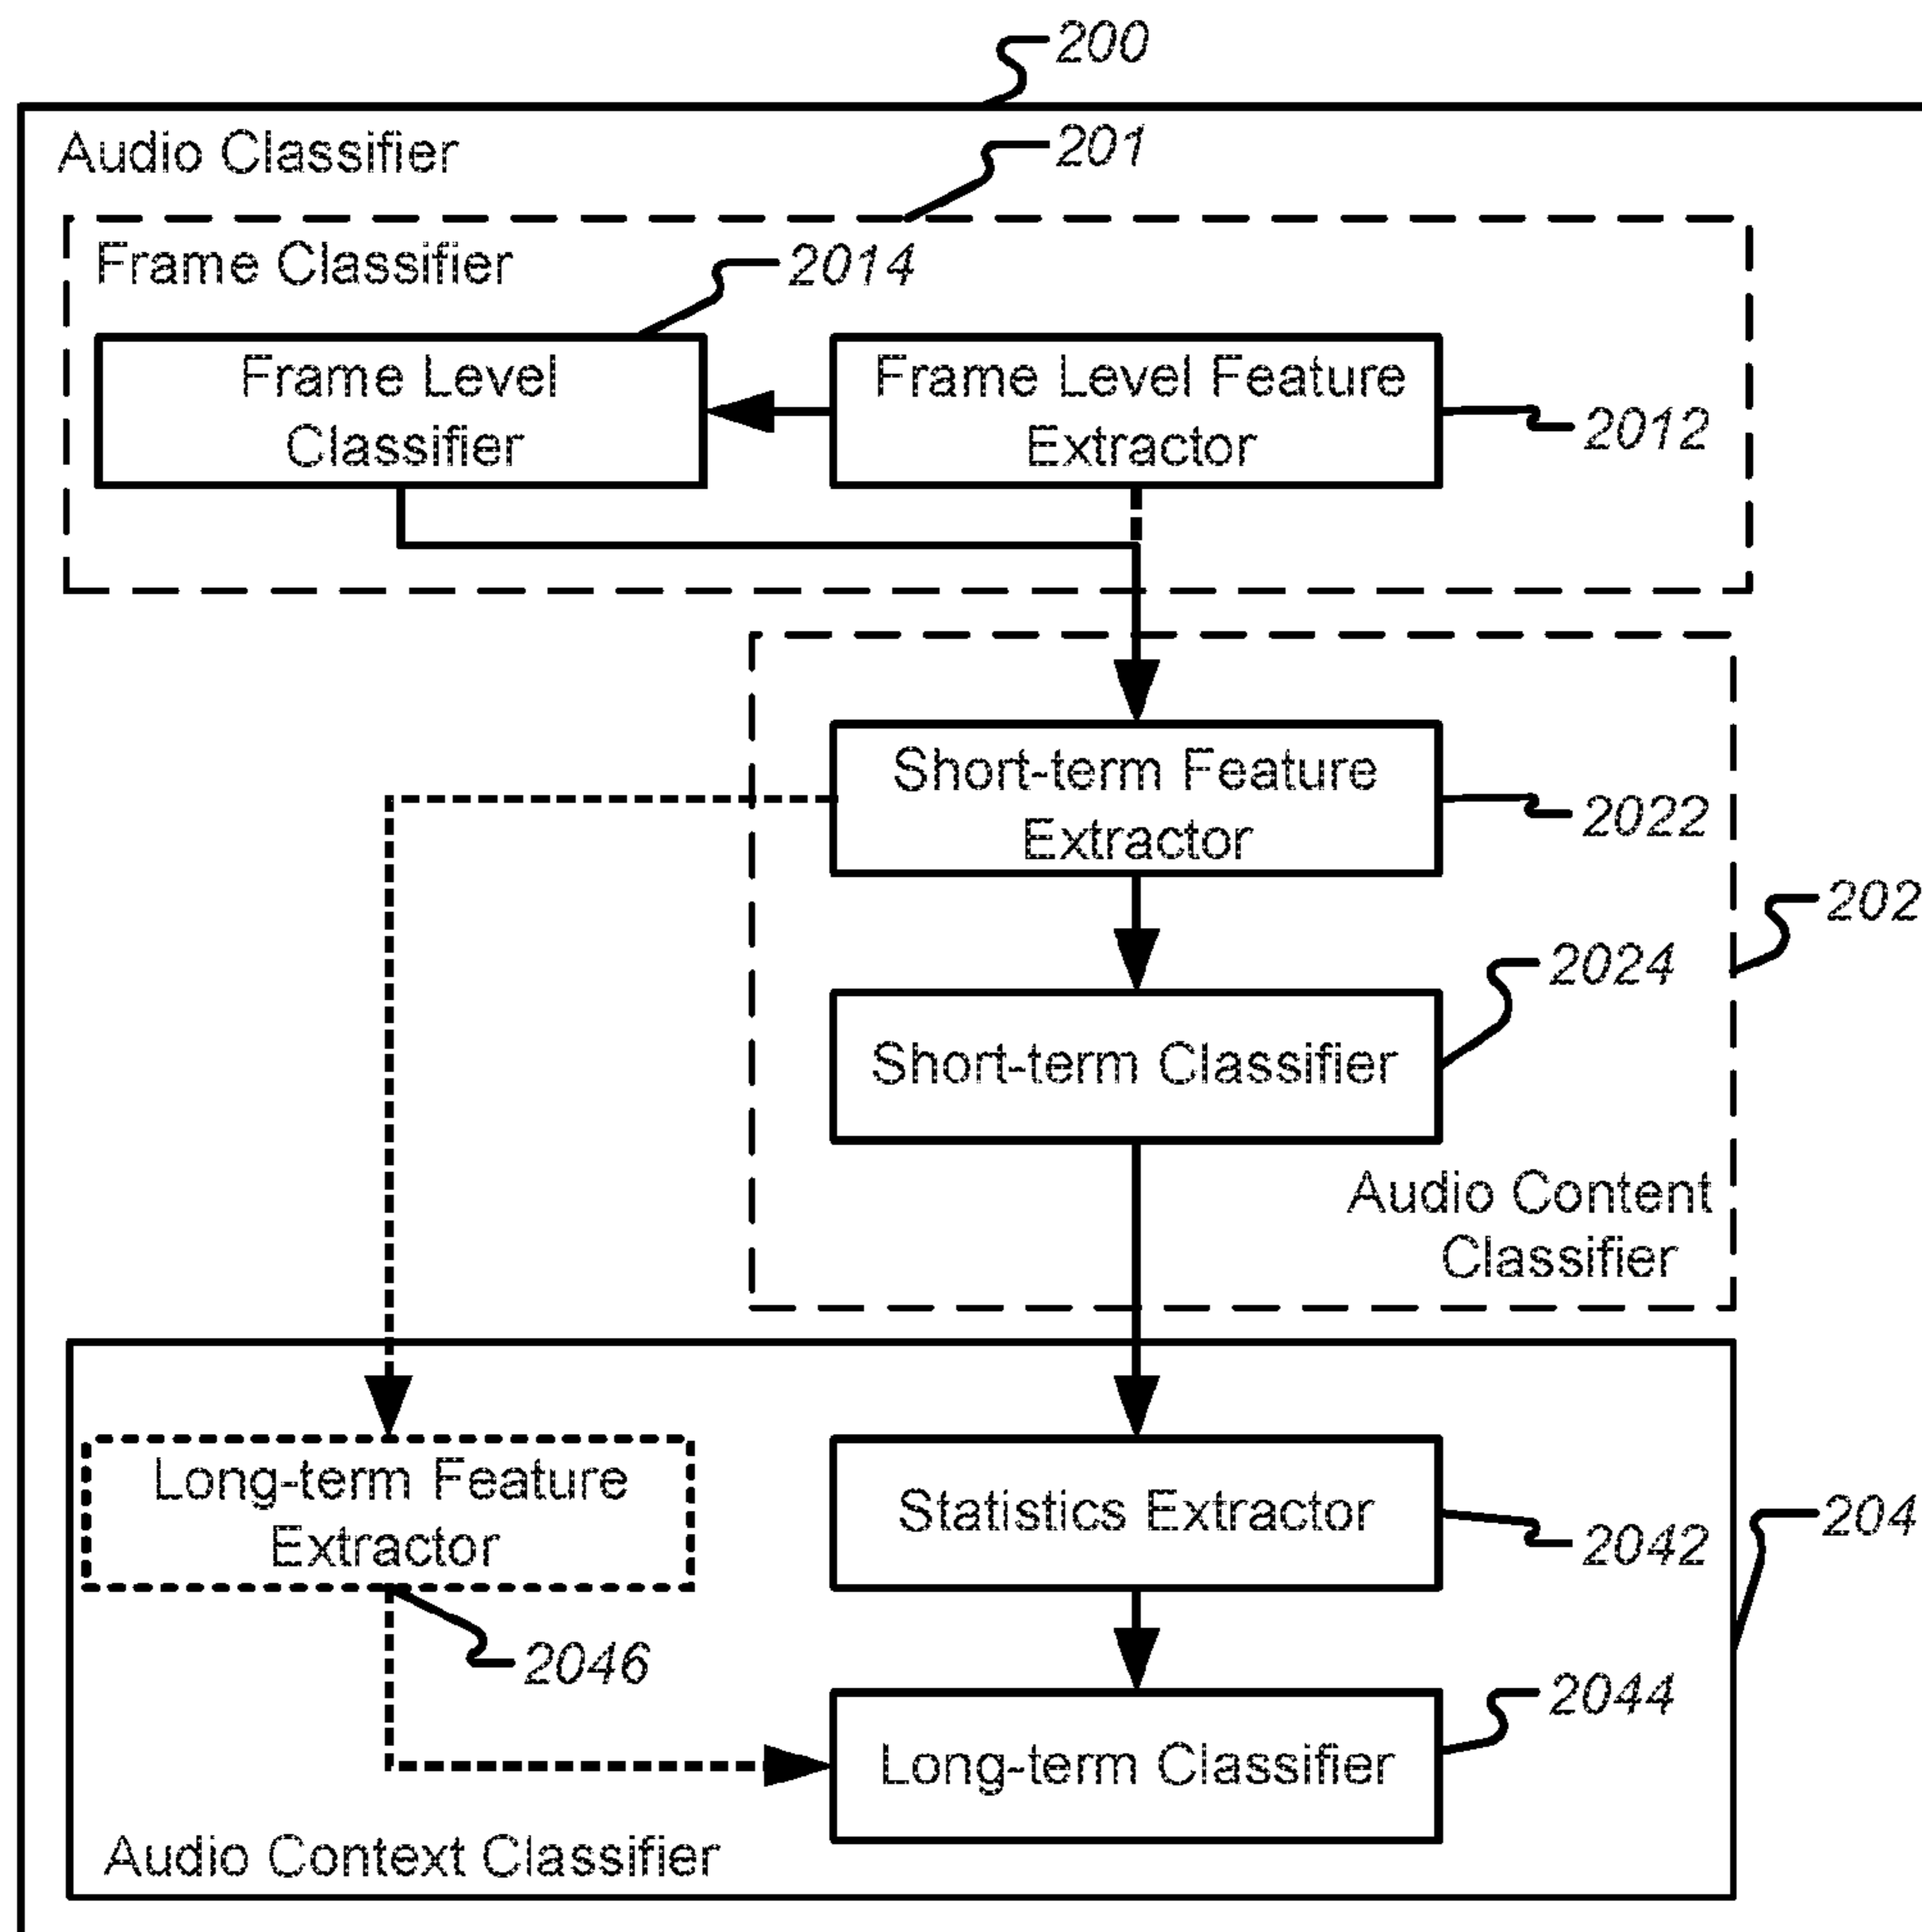 200
Audio Classifier
201
Frame Classifier
2014
Frame Level
Classifier
Frame Level Feature
Extractor
2012
Short-term Feature
Extractor
2022
202
2024
Short-term Classifier
Audio Content
Classifier
Long-term Feature
Extractor
Statistics Extractor
2042
204
2046
2044
Long-term Classifier
Audio Context Classifier